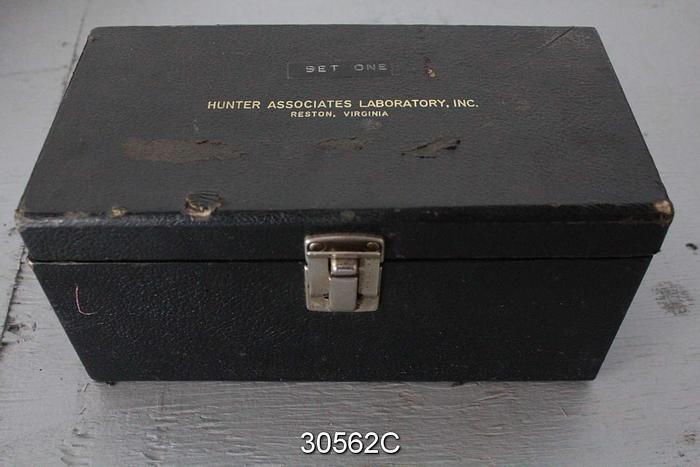 SET ONE
HUNTER ASSOCIATES LABORATORY, INC.
RESTON, VIRGINIA
30562C